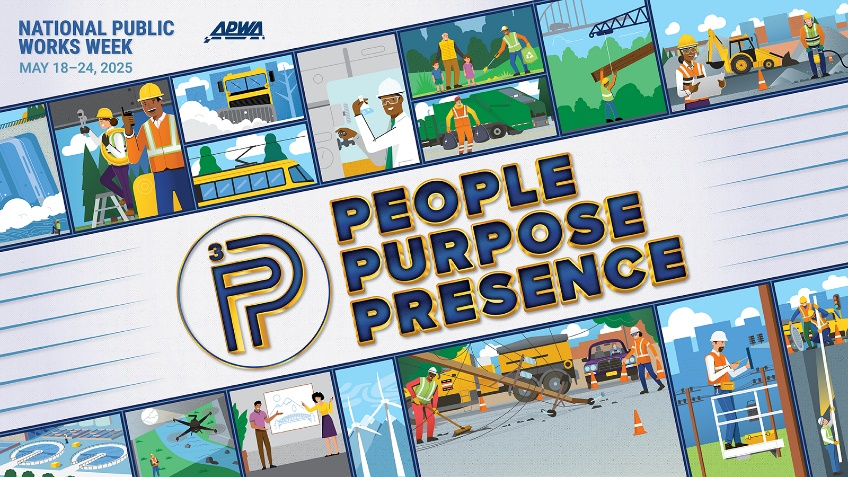 NATIONAL PUBLIC
WORKS WEEK
MAY 18–24, 2025
APWA
3
P
PEOPLE
PURPOSE
PRESENCE